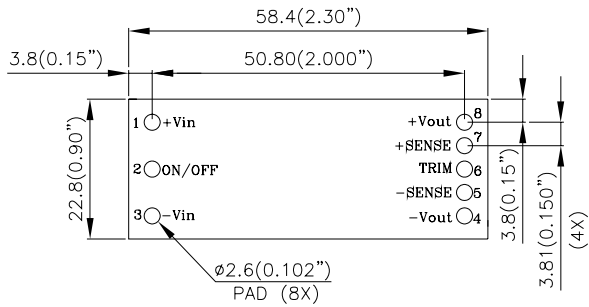 58.4(2.30”)
3.8(0.15”)
50.80(2.000”)
1 +Vin
+Vout 8
+SENSE 7
2 ON/OFF
TRIM 6
-SENSE 5
3 -Vin
-Vout 4
22.8(0.90”)
3.8(0.15”)
3.81(0.150”)
(4X)
ø2.6(0.102”)
PAD (8X)